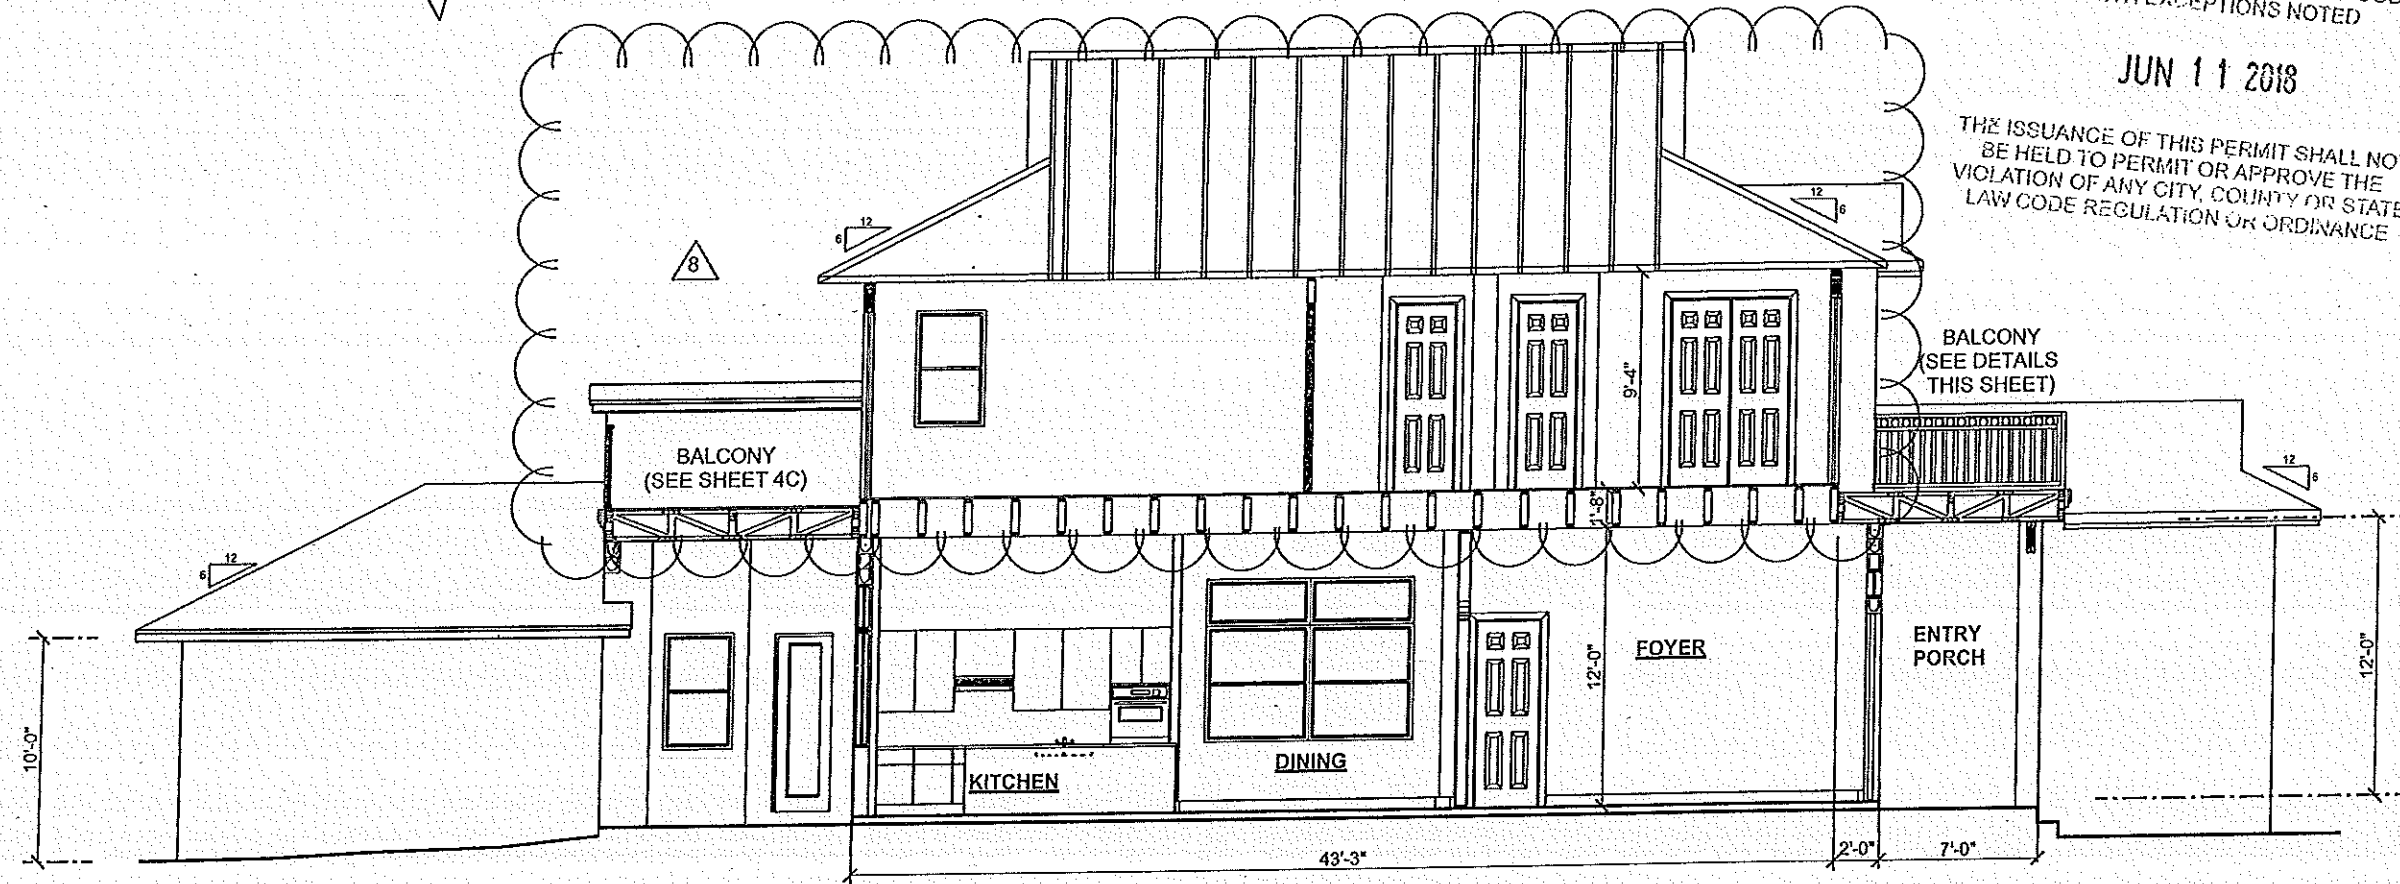 EXCEPTIONS NOTED
JUN 1 1 2018
THE ISSUANCE OF THIS PERMIT SHALL NO
BE HELD TO PERMIT OR APPROVE THE
VIOLATION OF ANY CITY, COUNTY OR STATE
LAW CODE REGULATION OR ORDINANCE
12
6
12
6
8
BALCONY
(SEE DETAILS
THIS SHEET)
9'-4"
BALCONY
(SEE SHEET 4C)
12
6
1'-8"
12
6
ENTRY
PORCH
FOYER
12'-0"
12'-0"
10'-0"
DINING
KITCHEN
43'-3"
2'-0"
7'-0"